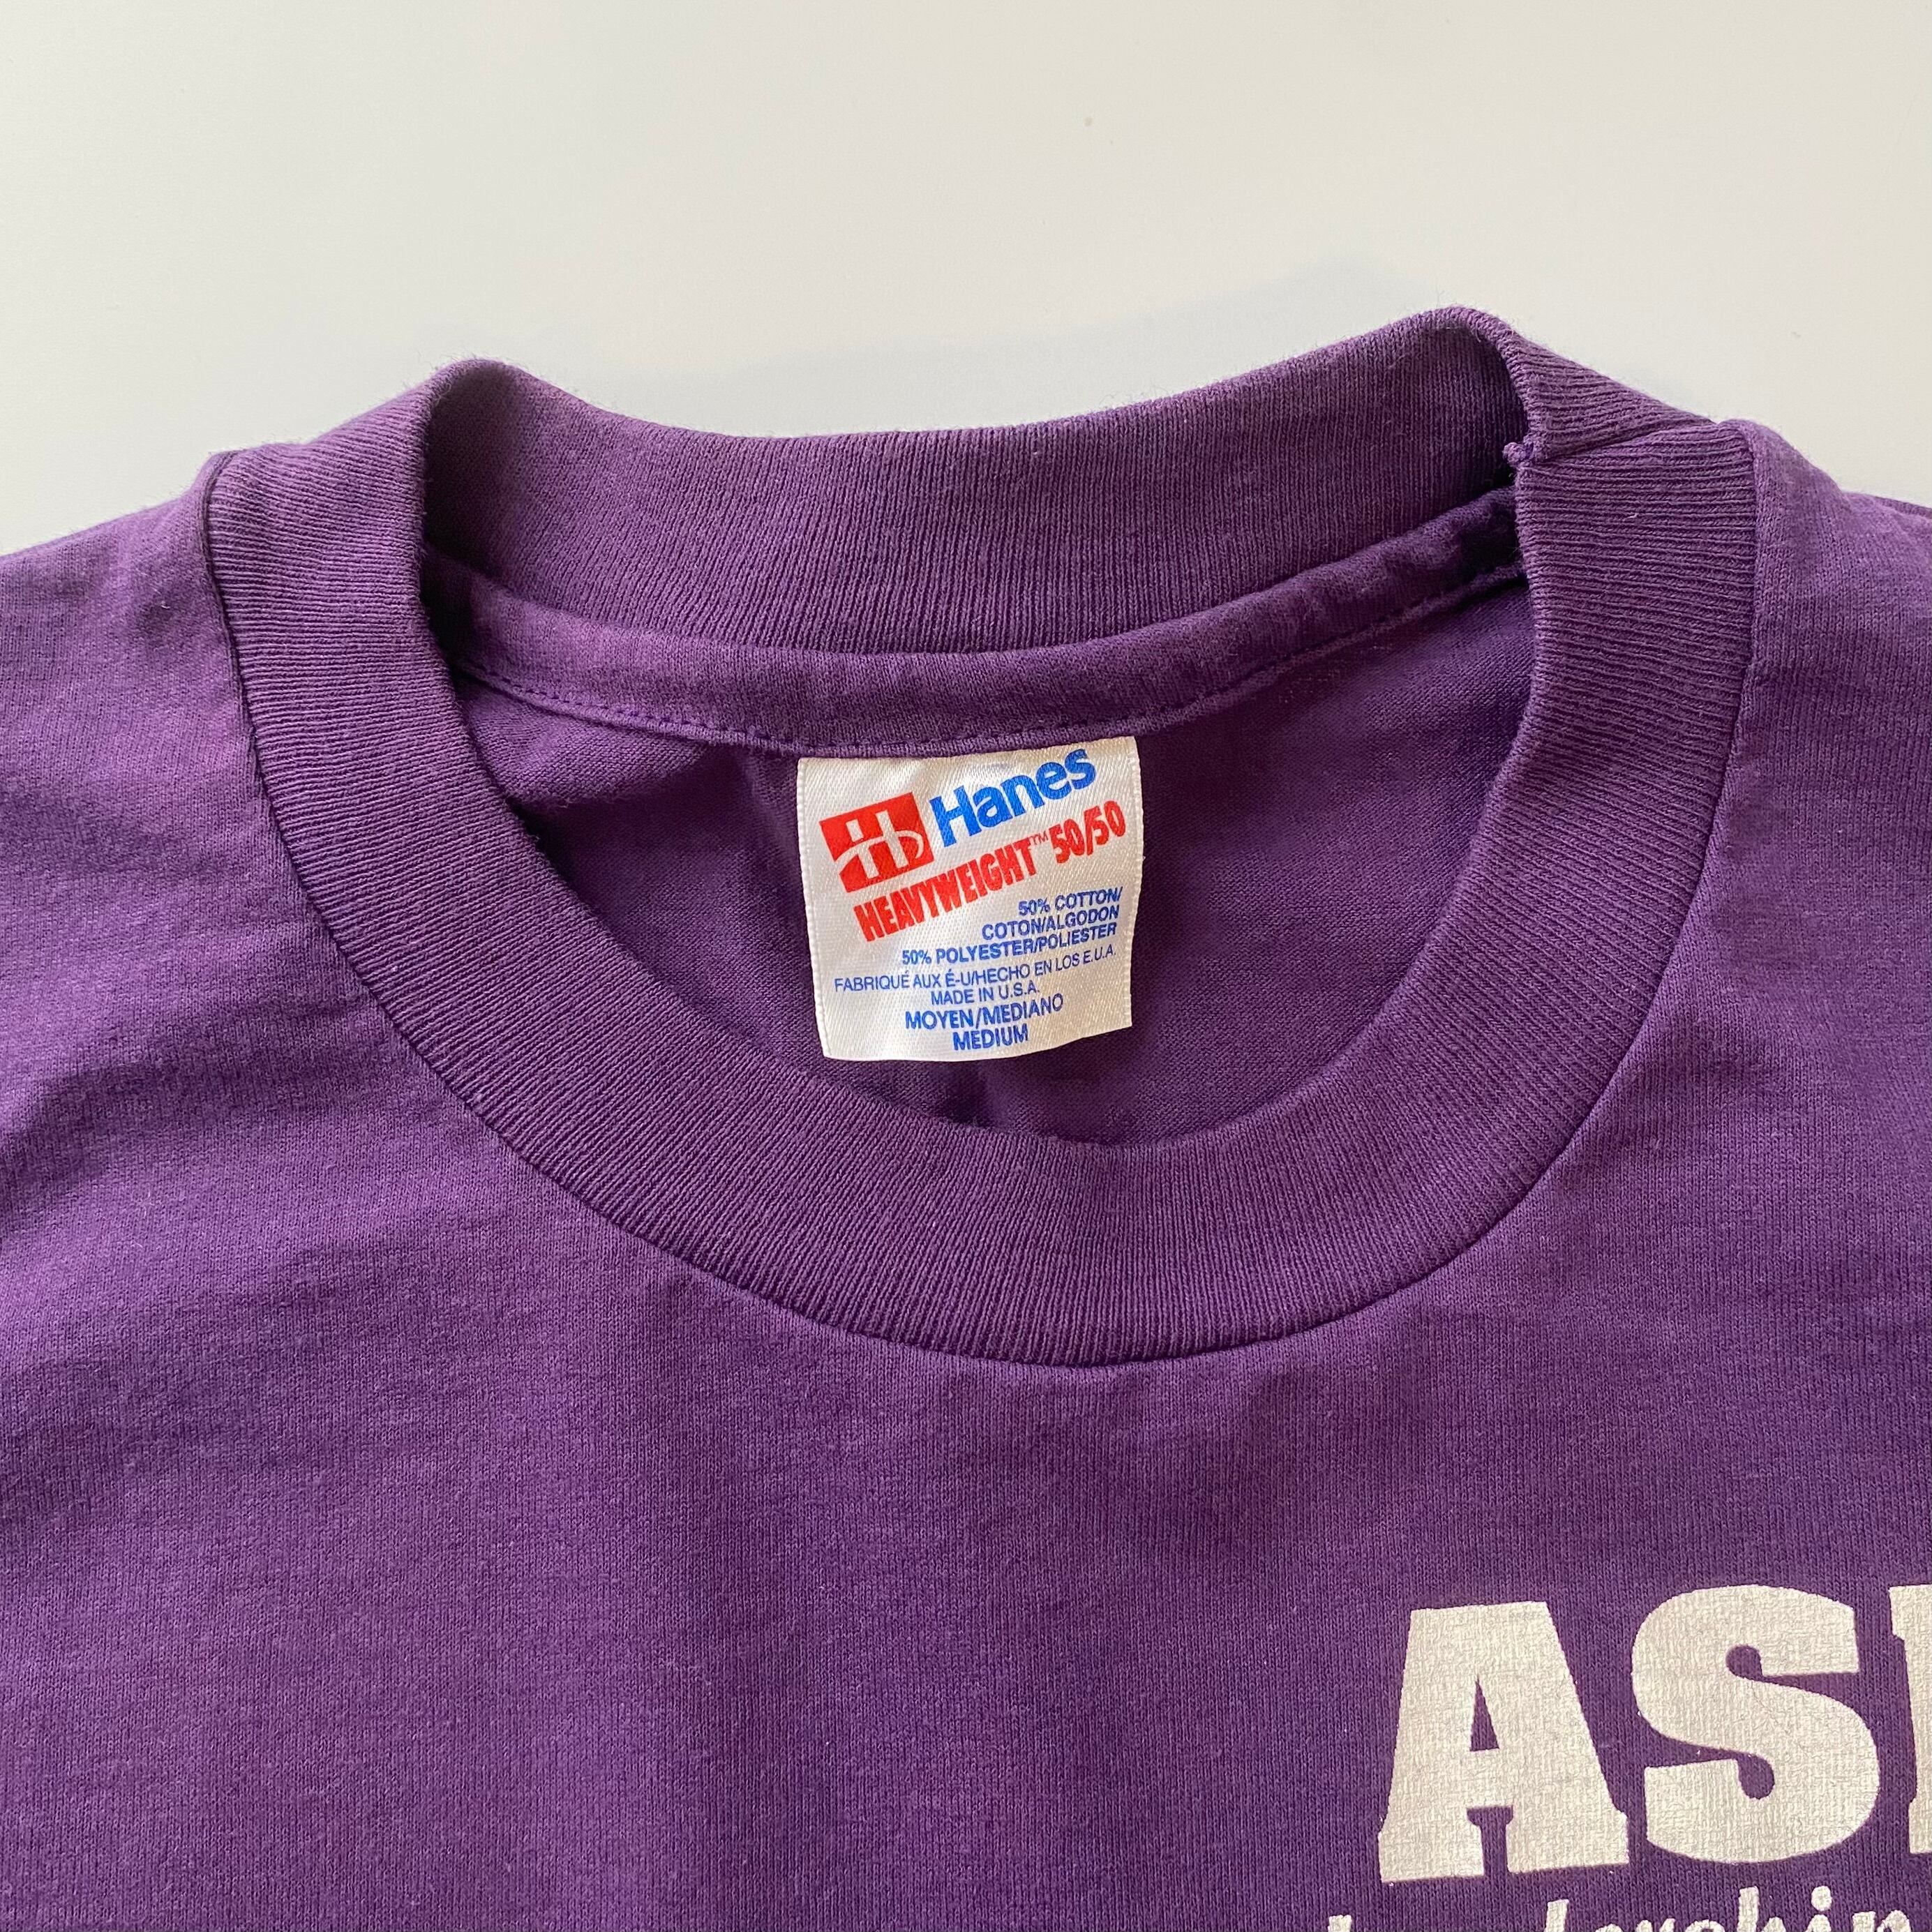 Hanes
HEAVYWEIGHT™ 50/50
50% COTTON/
COTON/ALGODON
50% POLYESTER/POLIESTER
FABRIQUÉ AUX É-U/HECHO EN LOS E.U.A.
MADE IN U.S.A.
MOYEN/MEDIANO
MEDIUM
AS